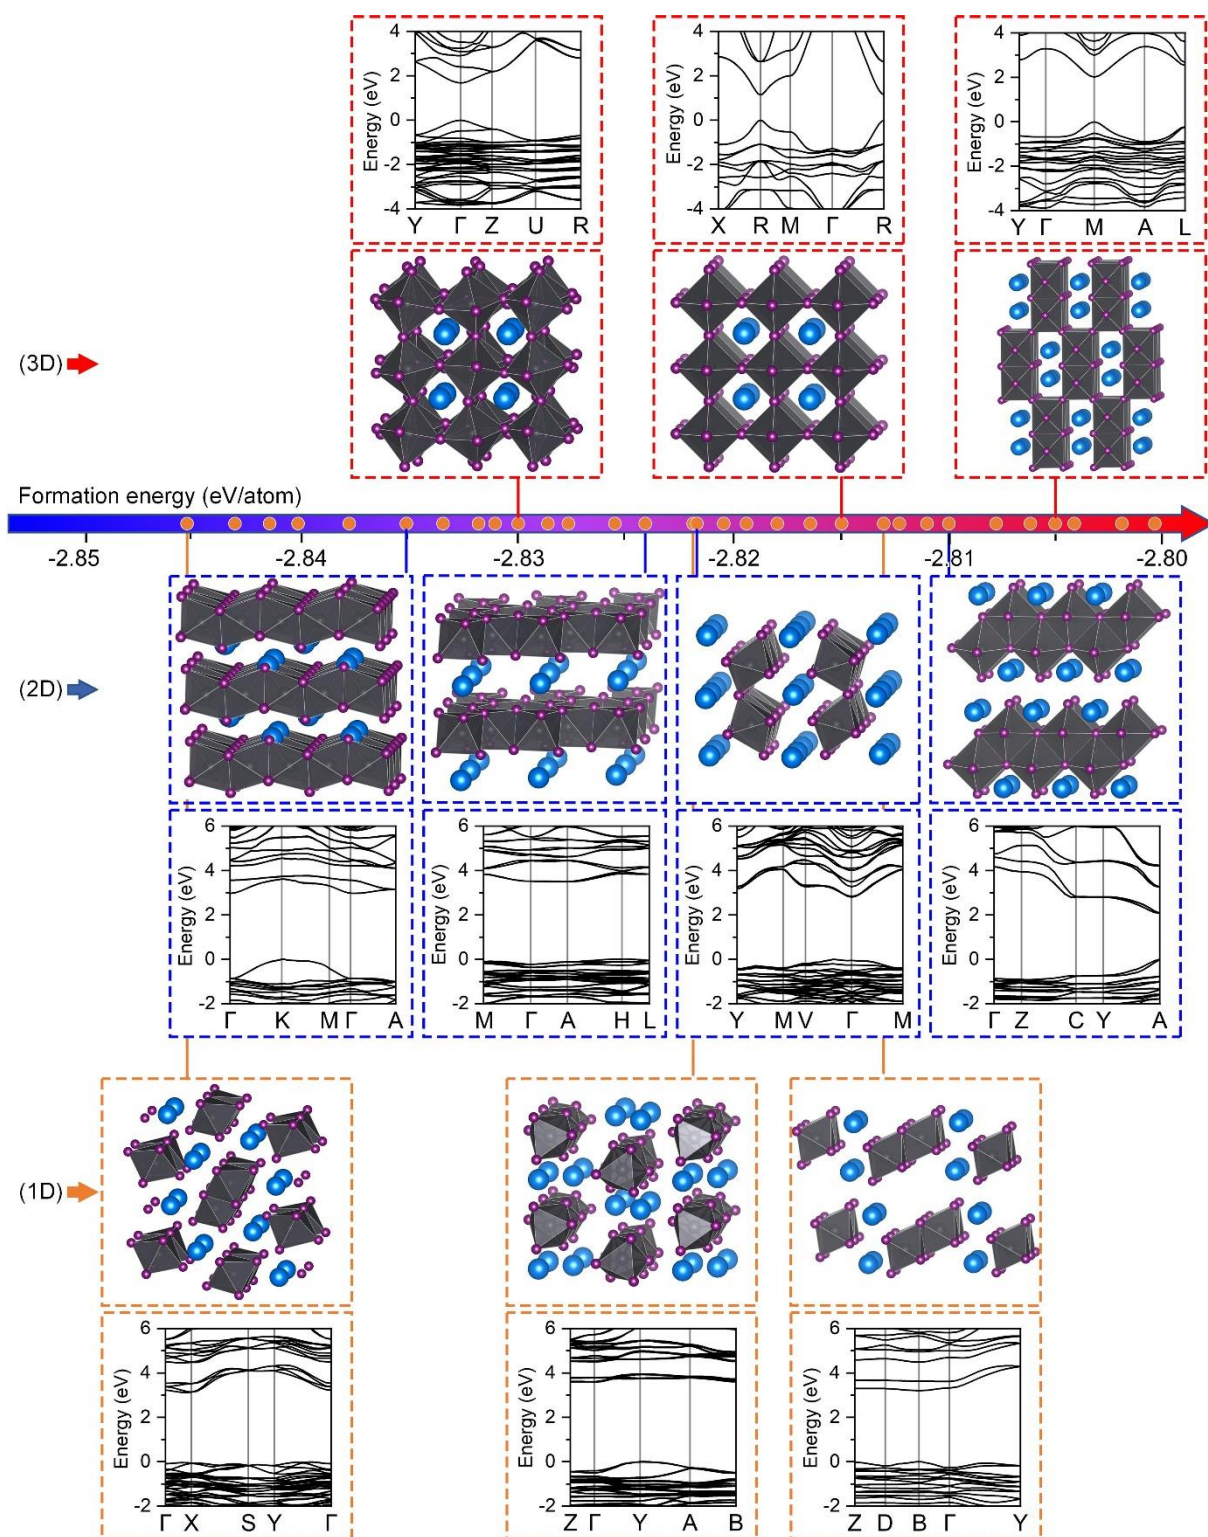 4
2
0
-2
-4
Energy (eV)
Y Γ Z U R
4
2
0
-2
-4
Energy (eV)
X R M Γ R
4
2
0
-2
-4
Energy (eV)
Y Γ M A L
(3D)
Formation energy (eV/atom)
-2.85 -2.84 -2.83 -2.82 -2.81 -2.80
(2D)
6
4
2
0
-2
Energy (eV)
Γ K M Γ A
6
4
2
0
-2
Energy (eV)
M Γ A H L
6
4
2
0
-2
Energy (eV)
Y M V Γ M
6
4
2
0
-2
Energy (eV)
Γ Z C Y A
(1D)
6
4
2
0
-2
Energy (eV)
Γ X S Y Γ
6
4
2
0
-2
Energy (eV)
Z Γ Y A B
6
4
2
0
-2
Energy (eV)
Z D B Γ Y